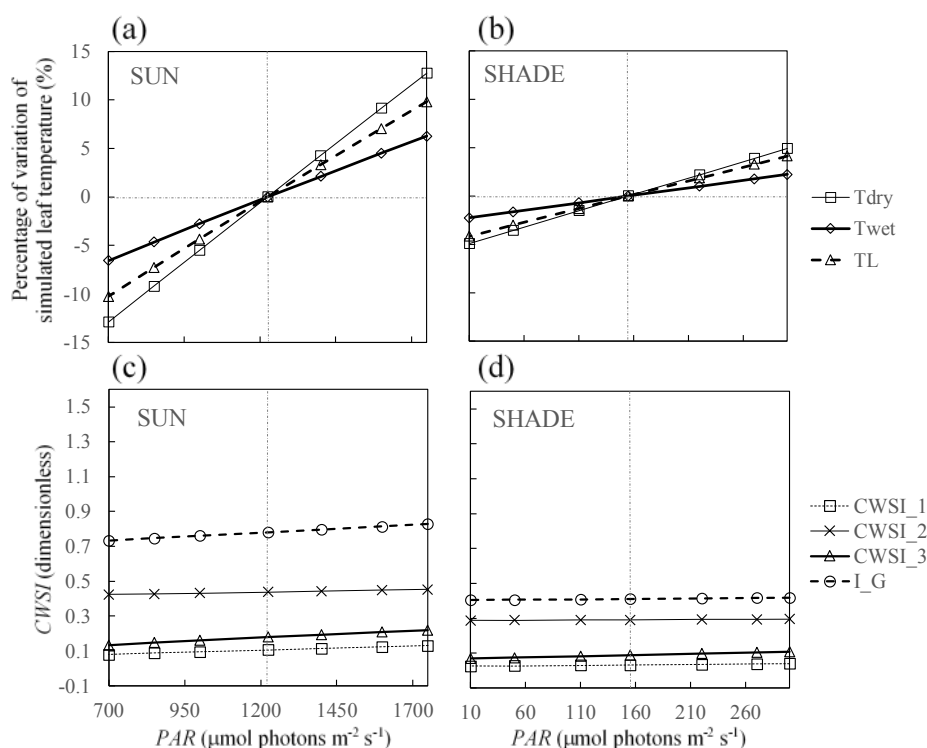 (a)
(b)
Percentage of variation of
simulated leaf temperature (%)
15
10
5
0
-5
-10
-15
SUN
SHADE
Tdry
Twet
TL
(c)
(d)
CWSI (dimensionless)
1.5
1.3
1.1
0.9
0.7
0.5
0.3
0.1
-0.1
SUN
SHADE
CWSI_1
CWSI_2
CWSI_3
I_G
700 950 1200 1450 1700
10 60 110 160 210 260
PAR (μmol photons m⁻² s⁻¹)
PAR (μmol photons m⁻² s⁻¹)